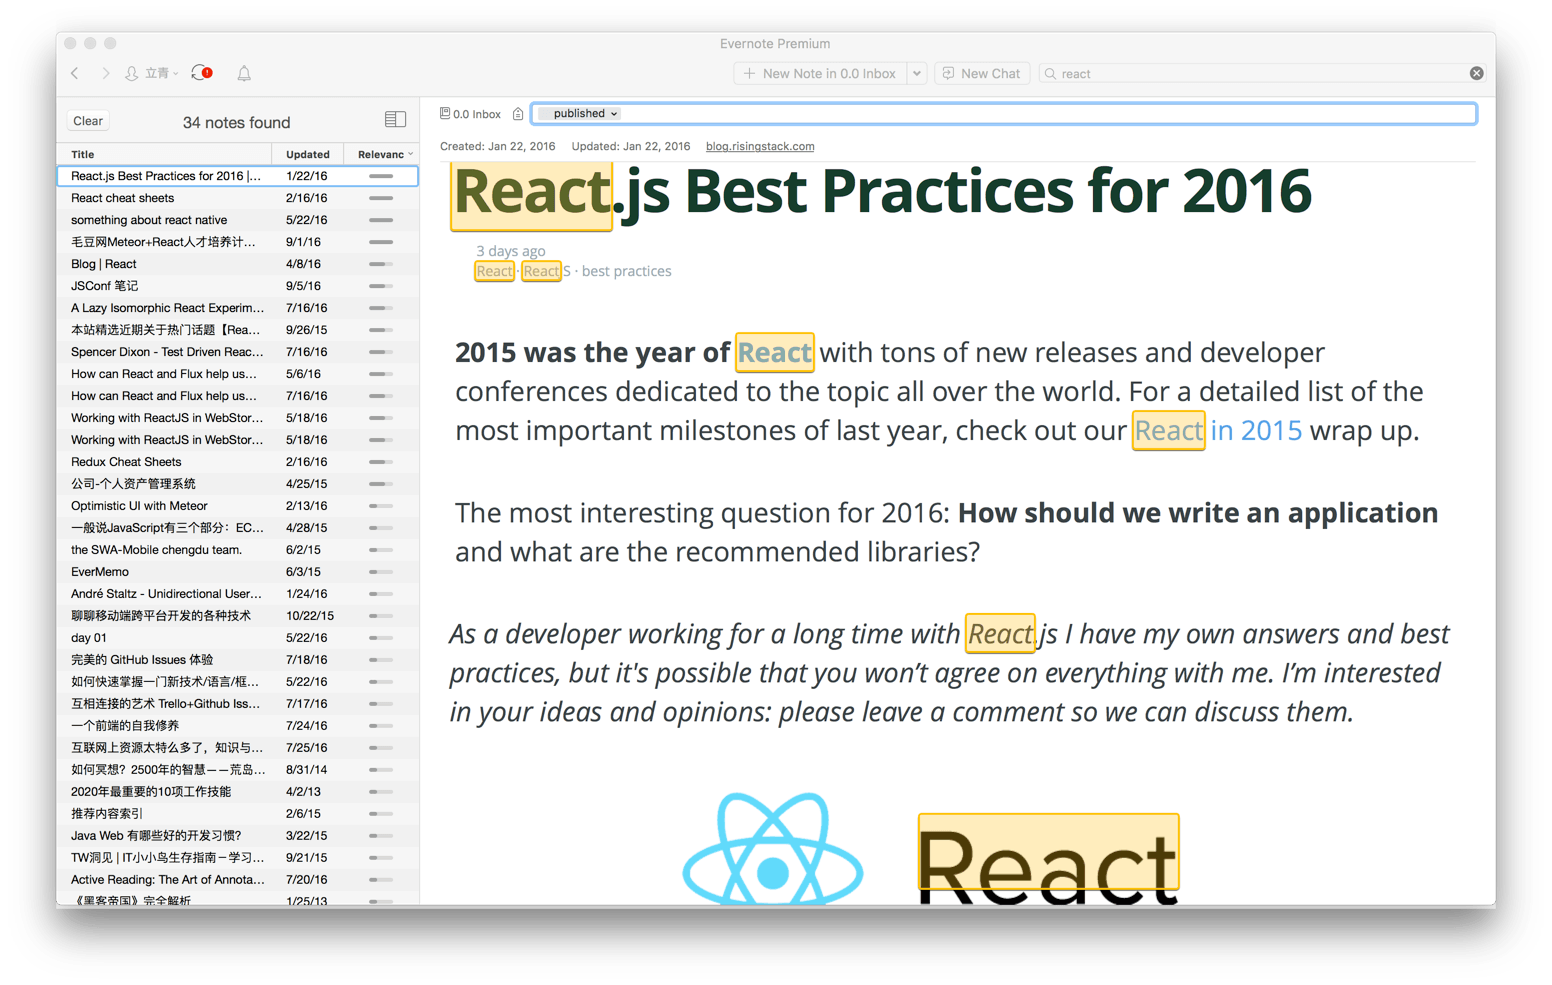 Evernote Premium
立青
New Note in 0.0 Inbox
New Chat
react
Clear
34 notes found
Title Updated Relevanc
React.js Best Practices for 2016 |... 1/22/16
React cheat sheets 2/16/16
something about react native 5/22/16
毛豆网Meteor+React人才培养计... 9/1/16
Blog | React 4/8/16
JSConf 笔记 9/5/16
A Lazy Isomorphic React Experim... 7/16/16
本站精选近期关于热门话题【Rea... 9/26/15
Spencer Dixon - Test Driven Reac... 7/16/16
How can React and Flux help us... 5/6/16
How can React and Flux help us... 7/16/16
Working with ReactJS in WebStor... 5/18/16
Working with ReactJS in WebStor... 5/18/16
Redux Cheat Sheets 2/16/16
公司-个人资产管理系统 4/25/15
Optimistic UI with Meteor 2/13/16
一般说JavaScript有三个部分：EC... 4/28/15
the SWA-Mobile chengdu team. 6/2/15
EverMemo 6/3/15
André Staltz - Unidirectional User... 1/24/16
聊聊移动端跨平台开发的各种技术 10/22/15
day 01 5/22/16
完美的 GitHub Issues 体验 7/18/16
如何快速掌握一门新技术/语言/框... 5/22/16
互相连接的艺术 Trello+Github Iss... 7/17/16
一个前端的自我修养 7/24/16
互联网上资源太特么多了，知识与... 7/25/16
如何冥想？2500年的智慧——荒岛... 8/31/14
2020年最重要的10项工作技能 4/2/13
推荐内容索引 2/6/15
Java Web 有哪些好的开发习惯? 3/22/15
TW洞见 | IT小小鸟生存指南－学习... 9/21/15
Active Reading: The Art of Annota... 7/20/16
《黑客帝国》完全解析 1/25/13
0.0 Inbox published
Created: Jan 22, 2016 Updated: Jan 22, 2016 blog.risingstack.com
React.js Best Practices for 2016
3 days ago
React · ReactJS · best practices
2015 was the year of React with tons of new releases and developer
conferences dedicated to the topic all over the world. For a detailed list of the
most important milestones of last year, check out our React in 2015 wrap up.
The most interesting question for 2016: How should we write an application
and what are the recommended libraries?
As a developer working for a long time with React.js I have my own answers and best
practices, but it's possible that you won’t agree on everything with me. I’m interested
in your ideas and opinions: please leave a comment so we can discuss them.
React